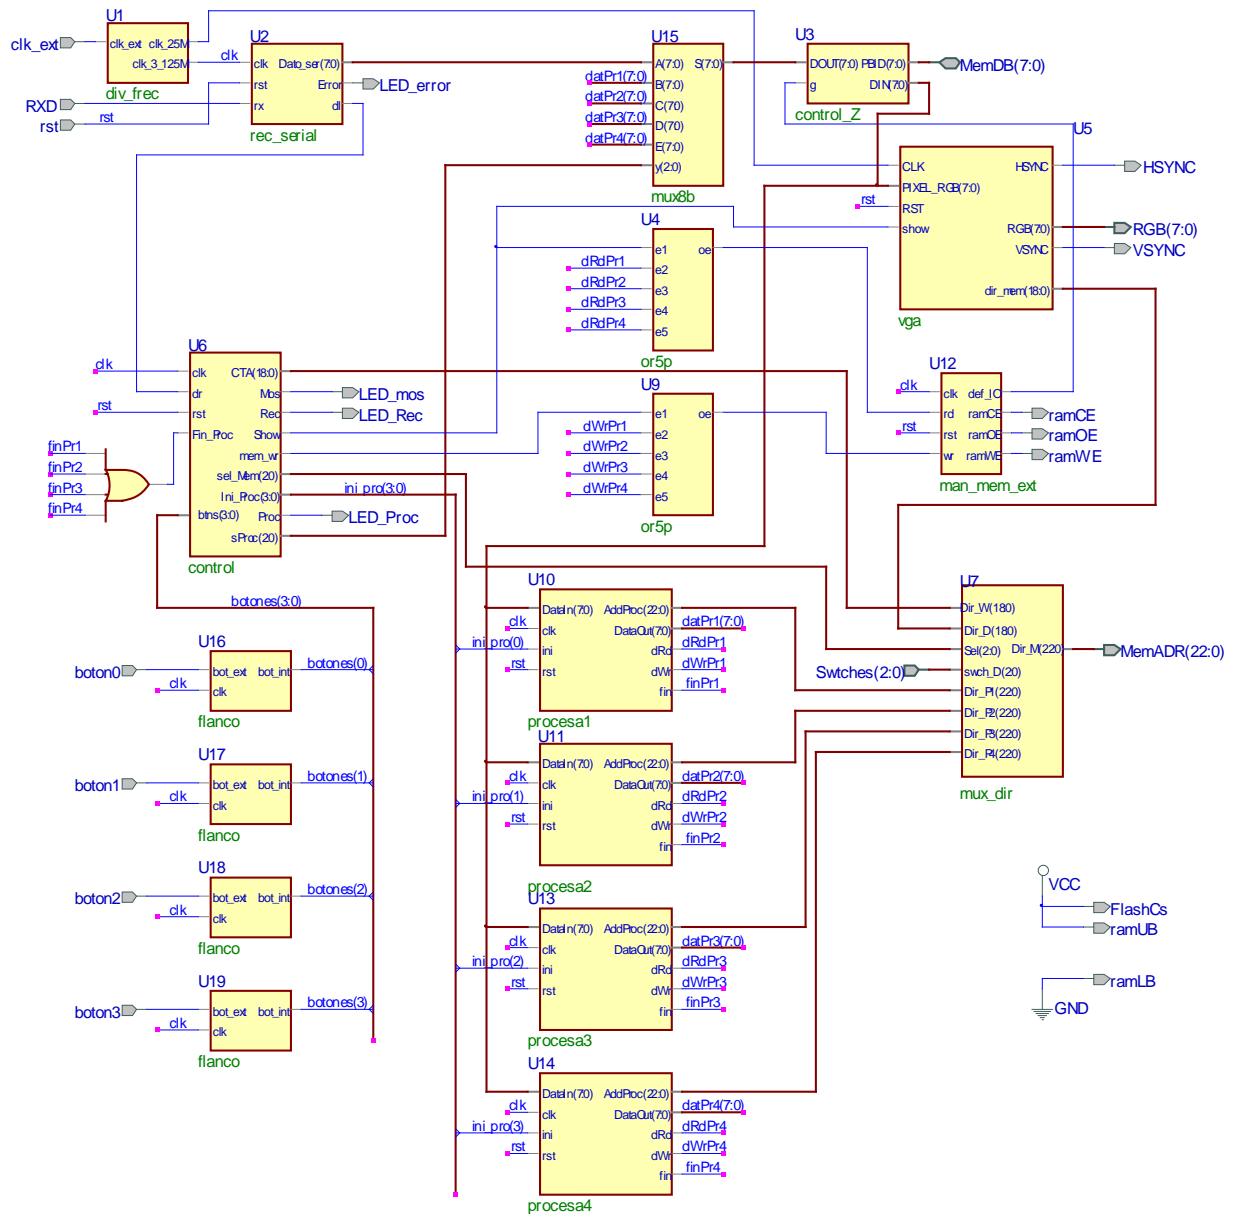 U1
clk_ext
clk_ext clk_25M
clk_3_125M
div_frec
RXD
rst
rst
clk
U2
clk Dato_ser(7:0)
rst Error
rx dl
rec_serial
LED_error
U15
A(7:0) S(7:0)
datPr1(7:0)
B(7:0)
datPr2(7:0)
C(7:0)
datPr3(7:0)
D(7:0)
datPr4(7:0)
E(7:0)
y(2:0)
mux8b
U3
DOUT(7:0) PBID(7:0)
g DIN(7:0)
control_Z
MemDB(7:0)
U5
CLK HSYNC
PIXEL_RGB(7:0)
rst
RST
show
RGB(7:0)
VSYNC
dir_mem(18:0)
vga
HSYNC
RGB(7:0)
VSYNC
U4
e1 oe
dRdPr1
e2
dRdPr2
e3
dRdPr3
e4
dRdPr4
e5
or5p
U6
clk
clk CTA(18:0)
dr Mos
rst
rst Rec
Fin_Proc Show
mem_wr
sel_Mem(20)
Ini_Proc(3:0)
btns(3:0) Proc
sProc(20)
control
LED_mos
LED_Rec
ini_pro(3:0)
LED_Proc
finPr1
finPr2
finPr3
finPr4
U9
e1 oe
dWrPr1
e2
dWrPr2
e3
dWrPr3
e4
dWrPr4
e5
or5p
U12
clk
clk def_IO
rd ramCE
rst
rst ramOE
wr ramWE
man_mem_ext
ramCE
ramOE
ramWE
botones(3:0)
U16
boton0
bot_ext bot_int
botones(0)
clk
clk
flanco
U17
boton1
bot_ext bot_int
botones(1)
clk
clk
flanco
U18
boton2
bot_ext bot_int
botones(2)
clk
clk
flanco
U19
boton3
bot_ext bot_int
botones(3)
clk
clk
flanco
U10
DataIn(7:0) AddProc(22:0)
clk
clk DataOut(7:0)
datPr1(7:0)
ini_pro(0)
ini dRd
dRdPr1
rst
rst dWr
dWrPr1
fin
finPr1
procesa1
U11
DataIn(7:0) AddProc(22:0)
clk
clk DataOut(7:0)
datPr2(7:0)
ini_pro(1)
ini dRd
dRdPr2
rst
rst dWr
dWrPr2
fin
finPr2
procesa2
U13
DataIn(7:0) AddProc(22:0)
clk
clk DataOut(7:0)
datPr3(7:0)
ini_pro(2)
ini dRd
dRdPr3
rst
rst dWr
dWrPr3
fin
finPr3
procesa3
U14
DataIn(7:0) AddProc(22:0)
clk
clk DataOut(7:0)
datPr4(7:0)
ini_pro(3)
ini dRd
dRdPr4
rst
rst dWr
dWrPr4
fin
finPr4
procesa4
U7
Dir_W(18:0)
Dir_D(18:0)
Sel(2:0) Dir_M(22:0)
Swtches(2:0)
swch_D(20)
Dir_P1(220)
Dir_P2(220)
Dir_P3(220)
Dir_P4(220)
mux_dir
MemADR(22:0)
VCC
FlashCs
ramUB
ramLB
GND